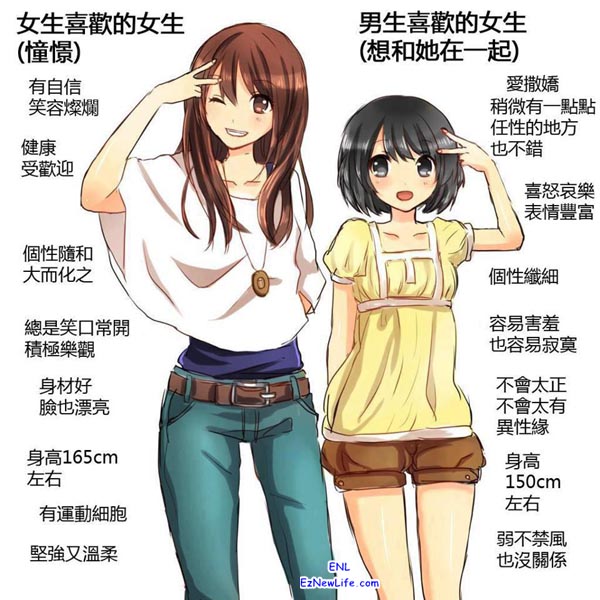 女生喜歡的女生
(憧憬)
有自信
笑容燦爛
健康
受歡迎
個性隨和
大而化之
總是笑口常開
積極樂觀
身材好
臉也漂亮
身高165cm
左右
有運動細胞
堅強又溫柔
男生喜歡的女生
(想和她在一起)
愛撒嬌
稍微有一點點
任性的地方
也不錯
喜怒哀樂
表情豐富
個性纖細
容易害羞
也容易寂寞
不會太正
不會太有
異性緣
身高
150cm
左右
弱不禁風
也沒關係
ENL
EzNewLife.com